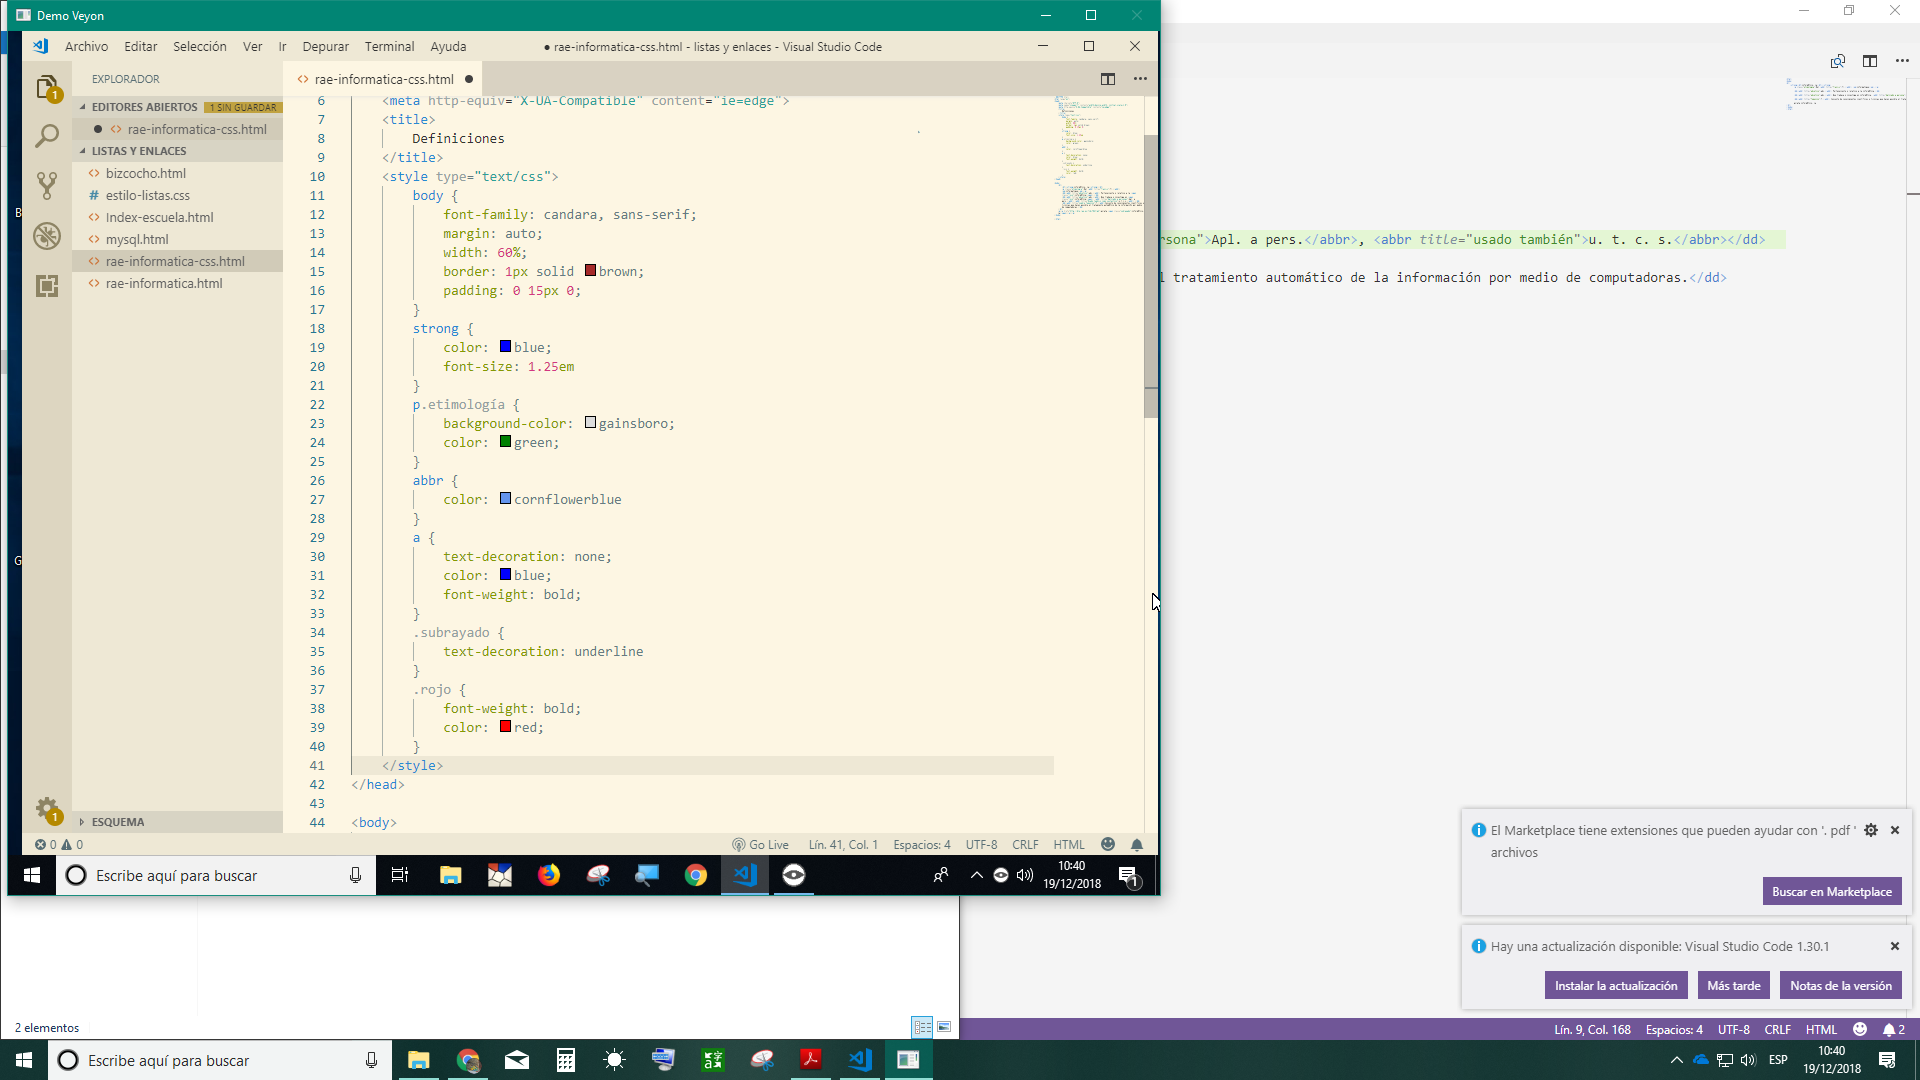 Demo Veyon
Archivo Editar Selección Ver Ir Depurar Terminal Ayuda
● rae-informatica-css.html - listas y enlaces - Visual Studio Code
EXPLORADOR
EDITORES ABIERTOS 1 SIN GUARDAR
rae-informatica-css.html
LISTAS Y ENLACES
bizcocho.html
estilo-listas.css
Index-escuela.html
mysql.html
rae-informatica-css.html
rae-informatica.html
ESQUEMA
rae-informatica-css.html
6 <meta http-equiv="X-UA-Compatible" content="ie=edge">
7 <title>
8 Definiciones
9 </title>
10 <style type="text/css">
11 body {
12 font-family: candara, sans-serif;
13 margin: auto;
14 width: 60%;
15 border: 1px solid brown;
16 padding: 0 15px 0;
17 }
18 strong {
19 color: blue;
20 font-size: 1.25em
21 }
22 p.etimología {
23 background-color: gainsboro;
24 color: green;
25 }
26 abbr {
27 color: cornflowerblue
28 }
29 a {
30 text-decoration: none;
31 color: blue;
32 font-weight: bold;
33 }
34 .subrayado {
35 text-decoration: underline
36 }
37 .rojo {
38 font-weight: bold;
39 color: red;
40 }
41 </style>
42 </head>
43
44 <body>
0 0 Go Live Lín. 41, Col. 1 Espacios: 4 UTF-8 CRLF HTML
1
1
Escribe aquí para buscar
10:40
19/12/2018
1
B
G
rsona">Apl. a pers.</abbr>, <abbr title="usado también">u. t. c. s.</abbr></dd>
l tratamiento automático de la información por medio de computadoras.</dd>
El Marketplace tiene extensiones que pueden ayudar con '. pdf '
archivos
Buscar en Marketplace
Hay una actualización disponible: Visual Studio Code 1.30.1
Instalar la actualización Más tarde Notas de la versión
2 elementos
Lín. 9, Col. 168 Espacios: 4 UTF-8 CRLF HTML 2
Escribe aquí para buscar
ESP
10:40
19/12/2018